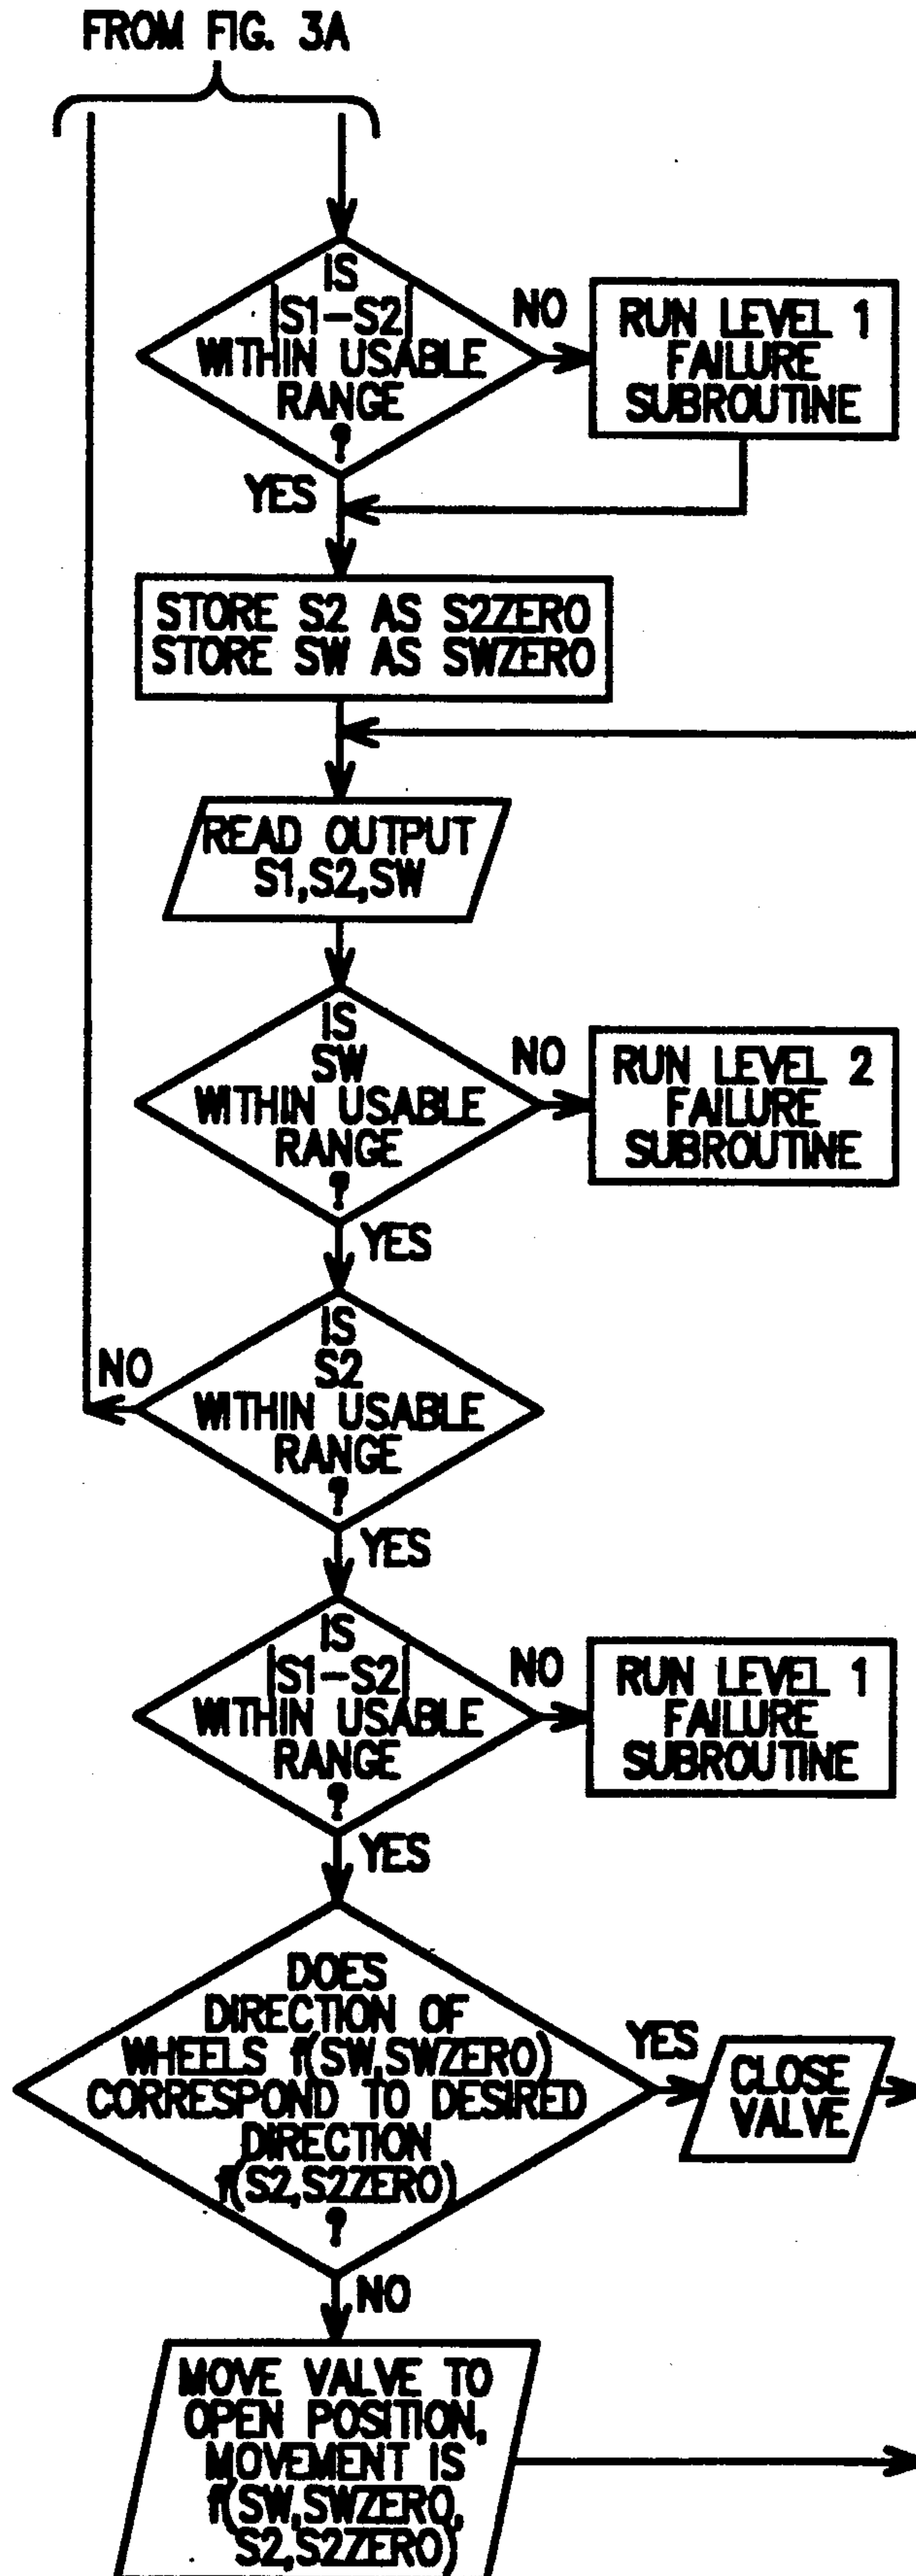 FROM FIG. 3A
IS
|S1-S2|
WITHIN USABLE
RANGE
?
NO
RUN LEVEL 1
FAILURE
SUBROUTINE
YES
STORE S2 AS S2ZERO
STORE SW AS SWZERO
READ OUTPUT
S1,S2,SW
IS
SW
WITHIN USABLE
RANGE
?
NO
RUN LEVEL 2
FAILURE
SUBROUTINE
YES
IS
S2
WITHIN USABLE
RANGE
?
NO
YES
IS
|S1-S2|
WITHIN USABLE
RANGE
?
NO
RUN LEVEL 1
FAILURE
SUBROUTINE
YES
DOES
DIRECTION OF
WHEELS f(SW,SWZERO)
CORRESPOND TO DESIRED
DIRECTION
f(S2,S2ZERO)
?
YES
CLOSE
VALVE
NO
MOVE VALVE TO
OPEN POSITION,
MOVEMENT IS
f(SW,SWZERO,
S2,S2ZERO)